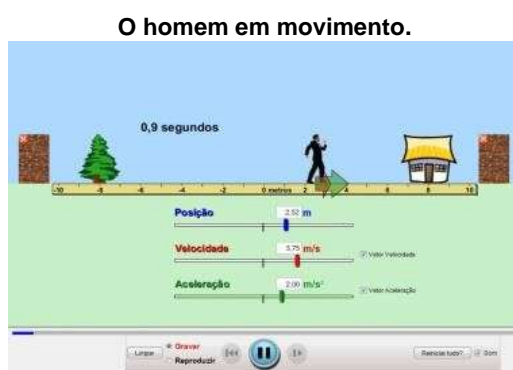 O homem em movimento.
0,9 segundos
-10 -8 -6 -4 -2 0 metros 2 4 6 8 10
Posição 2,52 m
Velocidade 3,75 m/s
Vetor Velocidade
Aceleração 2,00 m/s²
Vetor Aceleração
Limpar
Gravar
Reproduzir
Reiniciar tudo?
Som